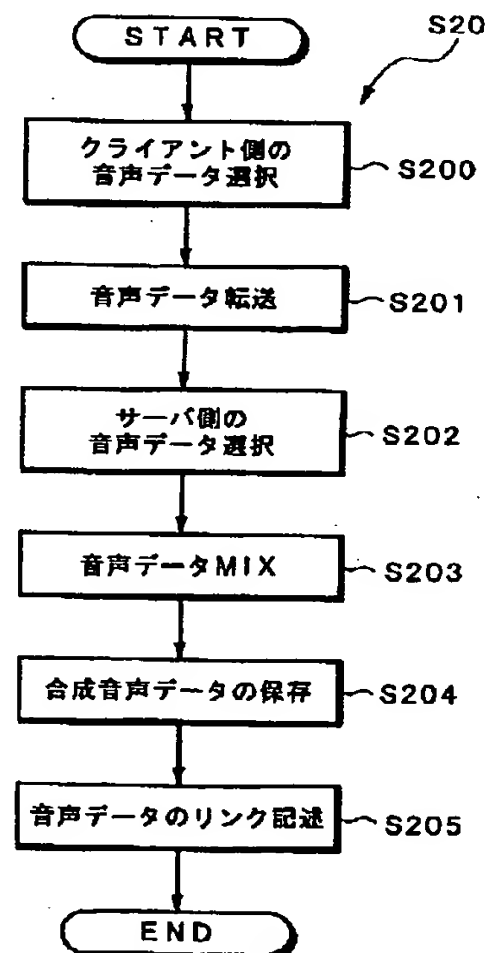 START
S20
クライアント側の
音声データ選択
S200
音声データ転送
S201
サーバ側の
音声データ選択
S202
音声データMIX
S203
合成音声データの保存
S204
音声データのリンク記述
S205
END